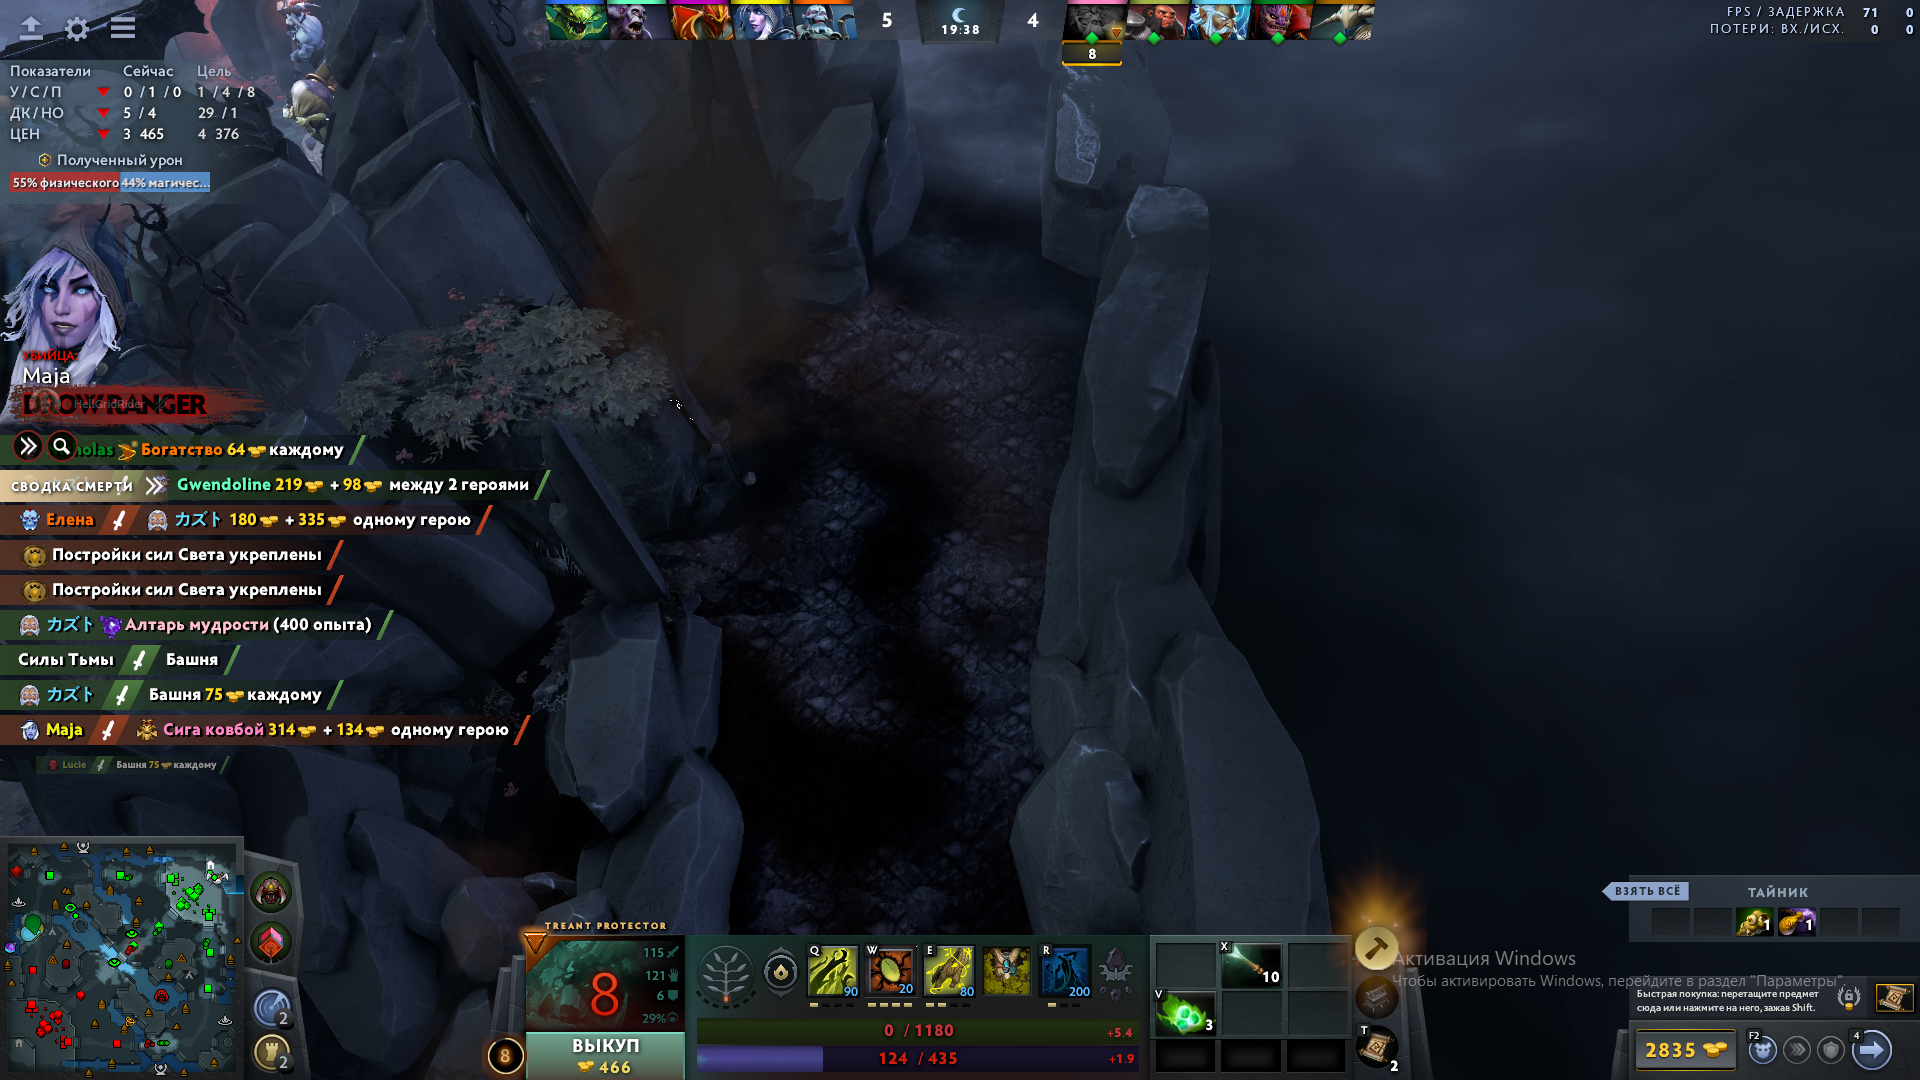 5
19:38
4
8
FPS / ЗАДЕРЖКА 71 0
ПОТЕРИ: ВХ./ИСХ. 0 0
Показатели Сейчас Цель
У / С / П 0 / 1 / 0 1 / 4 / 8
ДК / НО 5 / 4 29 / 1
ЦЕН 3 465 4 376
Полученный урон
55% физического 44% магичес...
УБИЙЦА:
Maja
DROW RANGER
HellGridRider
Богатство 64 каждому
СВОДКА СМЕРТИ
Gwendoline 219 + 98 между 2 героями
Елена カズト 180 + 335 одному герою
Постройки сил Света укреплены
Постройки сил Света укреплены
カズト Алтарь мудрости (400 опыта)
Силы Тьмы Башня
カズト Башня 75 каждому
Maja Сига ковбой 314 + 134 одному герою
Lucie Башня 75 каждому
2
2
TREANT PROTECTOR
115
121
6
29%
8
8
ВЫКУП
466
Q 90
W 20
E 80
R 200
0 / 1180 +5.4
124 / 435 +1.9
X 10
V 3
T 2
ВЗЯТЬ ВСЁ
ТАЙНИК
1
1
Активация Windows
Чтобы активировать Windows, перейдите в раздел "Параметры".
Быстрая покупка: перетащите предмет
сюда или нажмите на него, зажав Shift.
2835
F2
4